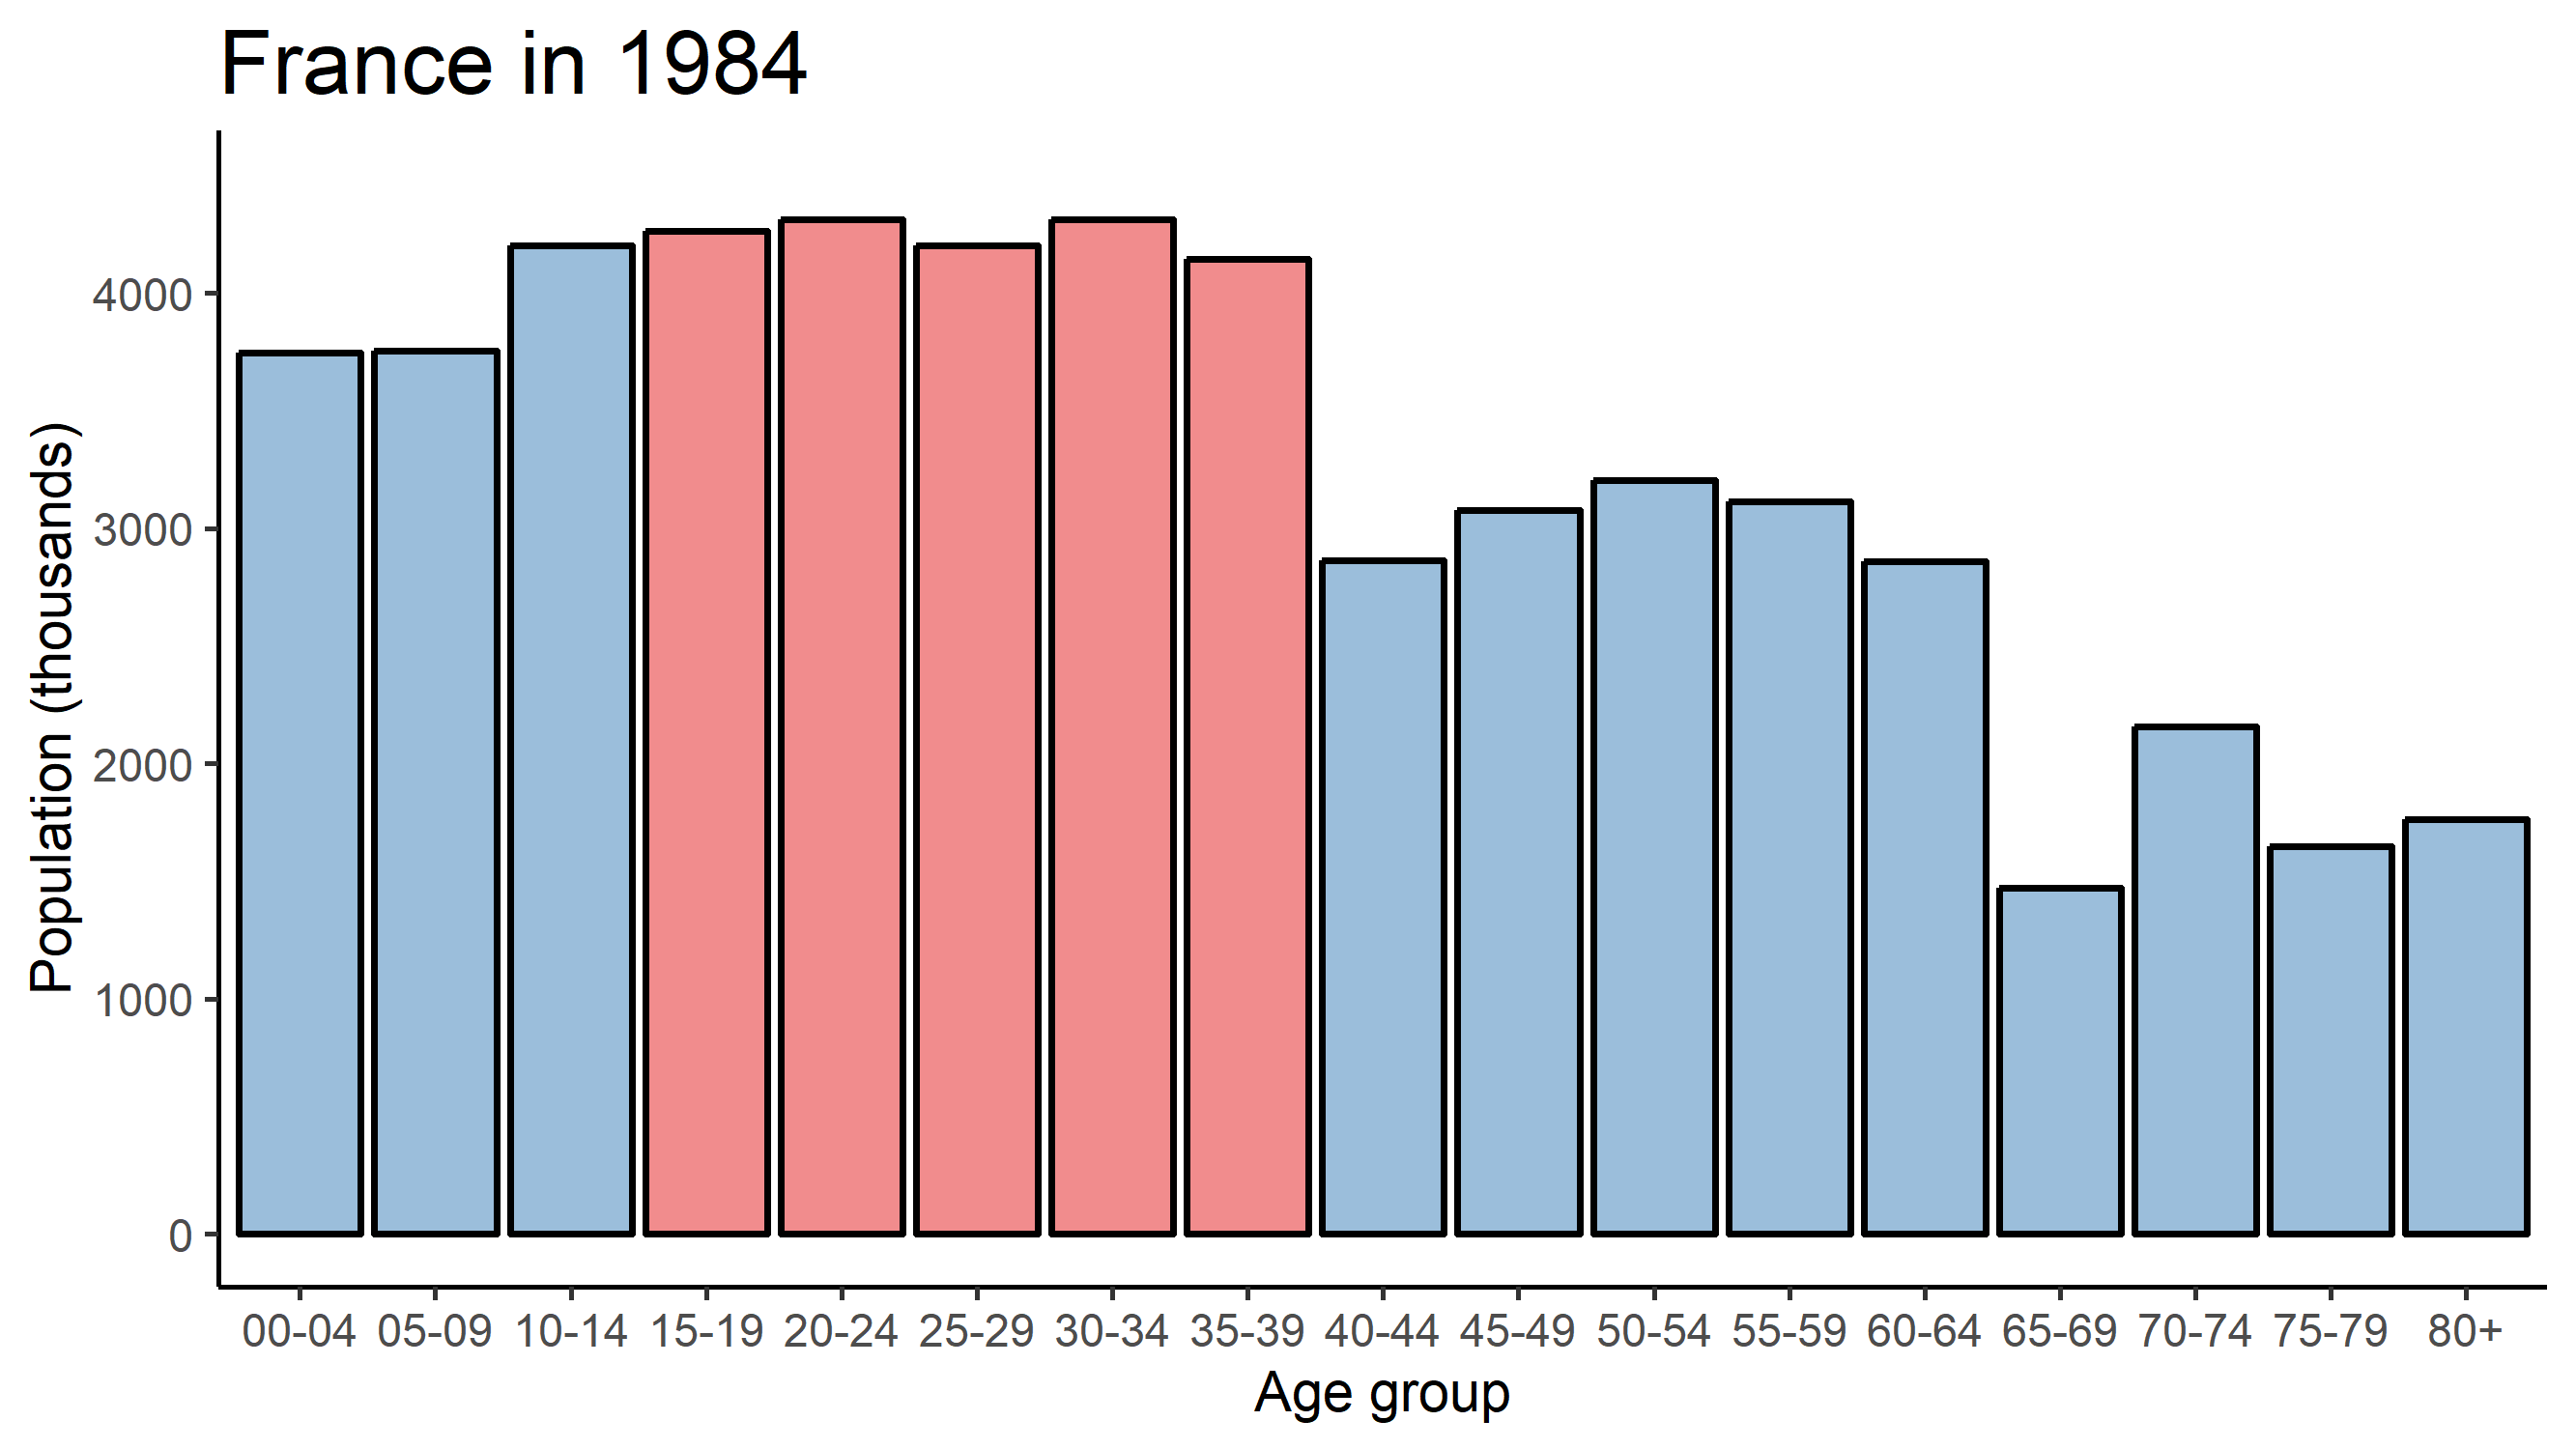 France in 1984
Population (thousands)
4000
3000
2000
1000
0
00-04 05-09 10-14 15-19 20-24 25-29 30-34 35-39 40-44 45-49 50-54 55-59 60-64 65-69 70-74 75-79 80+
Age group